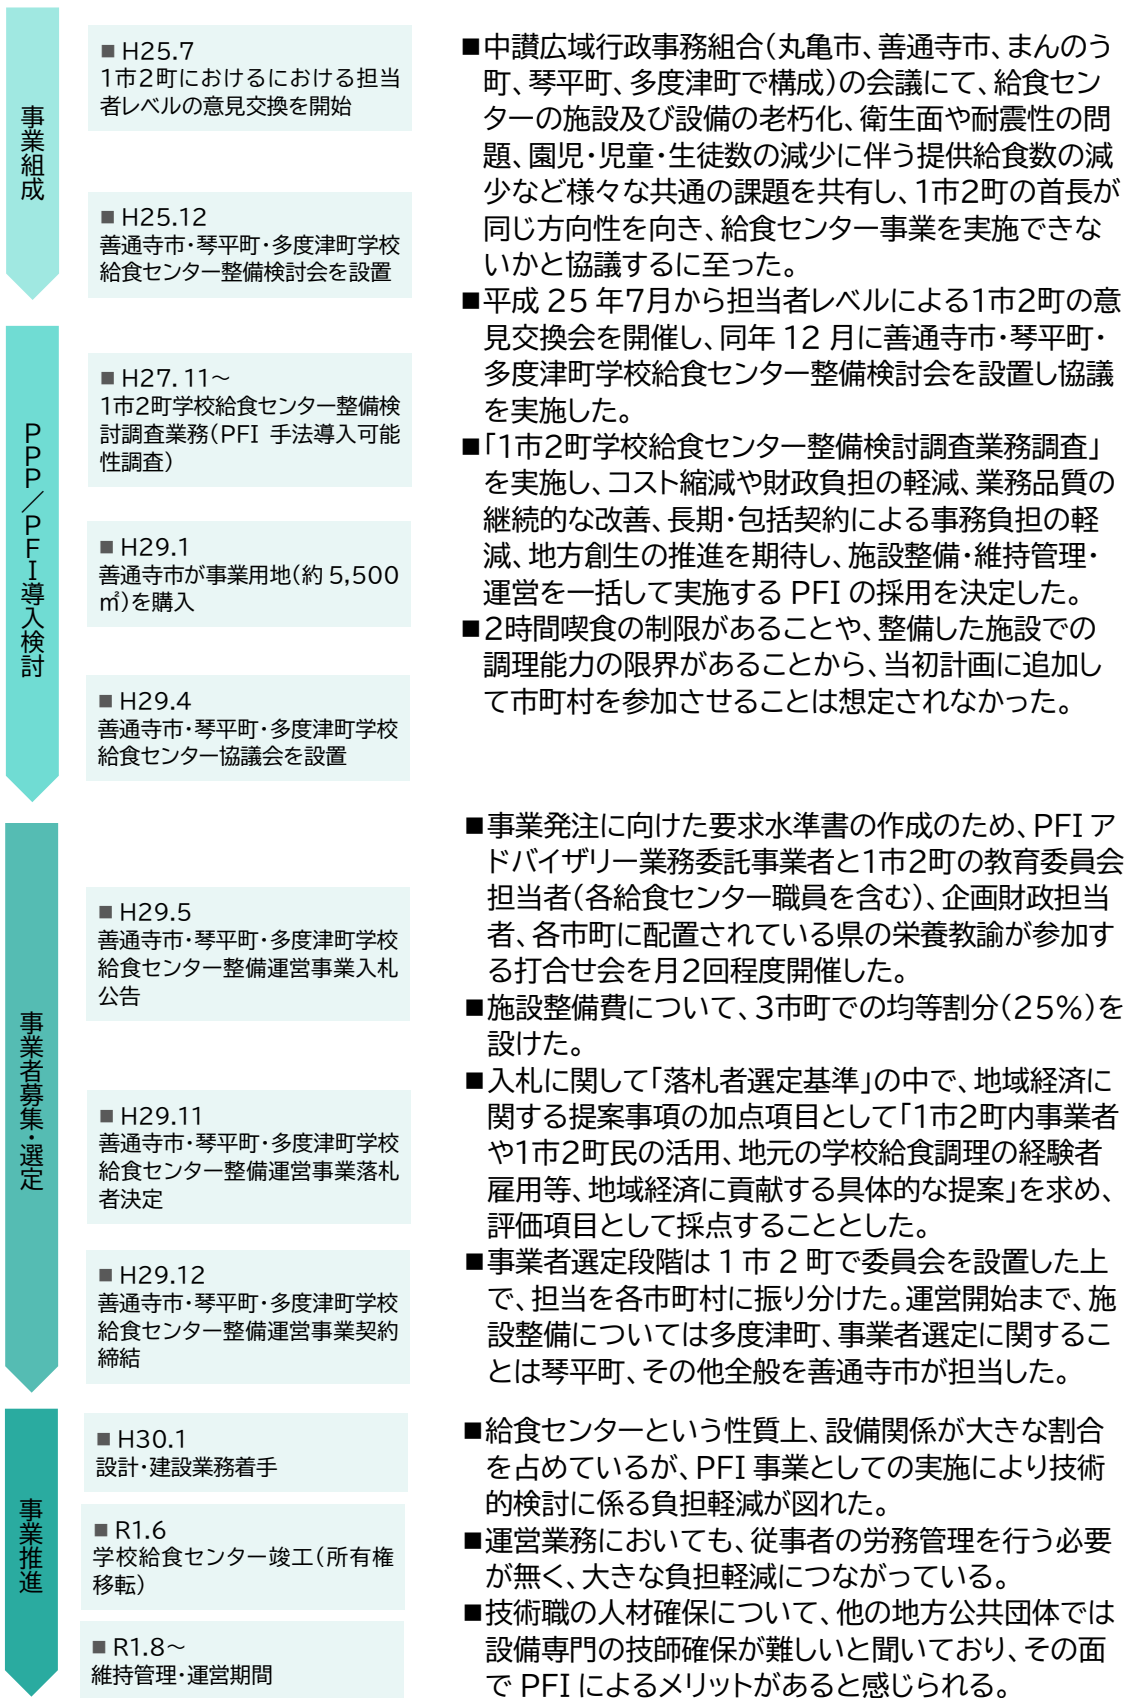 事業組成
■ H25.7
1市2町におけるにおける担当
者レベルの意見交換を開始
■ H25.12
善通寺市・琴平町・多度津町学校
給食センター整備検討会を設置
■中讃広域行政事務組合(丸亀市、善通寺市、まんのう
町、琴平町、多度津町で構成)の会議にて、給食セン
ターの施設及び設備の老朽化、衛生面や耐震性の問
題、園児・児童・生徒数の減少に伴う提供給食数の減
少など様々な共通の課題を共有し、1市2町の首長が
同じ方向性を向き、給食センター事業を実施できな
いかと協議するに至った。
■平成 25 年7月から担当者レベルによる1市2町の意
見交換会を開催し、同年 12 月に善通寺市・琴平町・
多度津町学校給食センター整備検討会を設置し協議
を実施した。
PPP/PFI導入検討
■ H27.11~
1市2町学校給食センター整備検
討調査業務(PFI 手法導入可能
性調査)
■ H29.1
善通寺市が事業用地(約 5,500
㎡)を購入
■ H29.4
善通寺市・琴平町・多度津町学校
給食センター協議会を設置
■「1市2町学校給食センター整備検討調査業務調査」
を実施し、コスト縮減や財政負担の軽減、業務品質の
継続的な改善、長期・包括契約による事務負担の軽
減、地方創生の推進を期待し、施設整備・維持管理・
運営を一括して実施する PFI の採用を決定した。
■2時間喫食の制限があることや、整備した施設での
調理能力の限界があることから、当初計画に追加し
て市町村を参加させることは想定されなかった。
事業者募集・選定
■ H29.5
善通寺市・琴平町・多度津町学校
給食センター整備運営事業入札
公告
■ H29.11
善通寺市・琴平町・多度津町学校
給食センター整備運営事業落札
者決定
■ H29.12
善通寺市・琴平町・多度津町学校
給食センター整備運営事業契約
締結
■事業発注に向けた要求水準書の作成のため、PFI ア
ドバイザリー業務委託事業者と1市2町の教育委員会
担当者(各給食センター職員を含む)、企画財政担当
者、各市町に配置されている県の栄養教諭が参加す
る打合せ会を月2回程度開催した。
■施設整備費について、3市町での均等割分(25%)を
設けた。
■入札に関して「落札者選定基準」の中で、地域経済に
関する提案事項の加点項目として「1市2町内事業者
や1市2町民の活用、地元の学校給食調理の経験者
雇用等、地域経済に貢献する具体的な提案」を求め、
評価項目として採点することとした。
■事業者選定段階は 1 市 2 町で委員会を設置した上
で、担当を各市町村に振り分けた。運営開始まで、施
設整備については多度津町、事業者選定に関するこ
とは琴平町、その他全般を善通寺市が担当した。
事業推進
■ H30.1
設計・建設業務着手
■ R1.6
学校給食センター竣工(所有権
移転)
■ R1.8~
維持管理・運営期間
■給食センターという性質上、設備関係が大きな割合
を占めているが、PFI 事業としての実施により技術
的検討に係る負担軽減が図れた。
■運営業務においても、従事者の労務管理を行う必要
が無く、大きな負担軽減につながっている。
■技術職の人材確保について、他の地方公共団体では
設備専門の技師確保が難しいと聞いており、その面
で PFI によるメリットがあると感じられる。